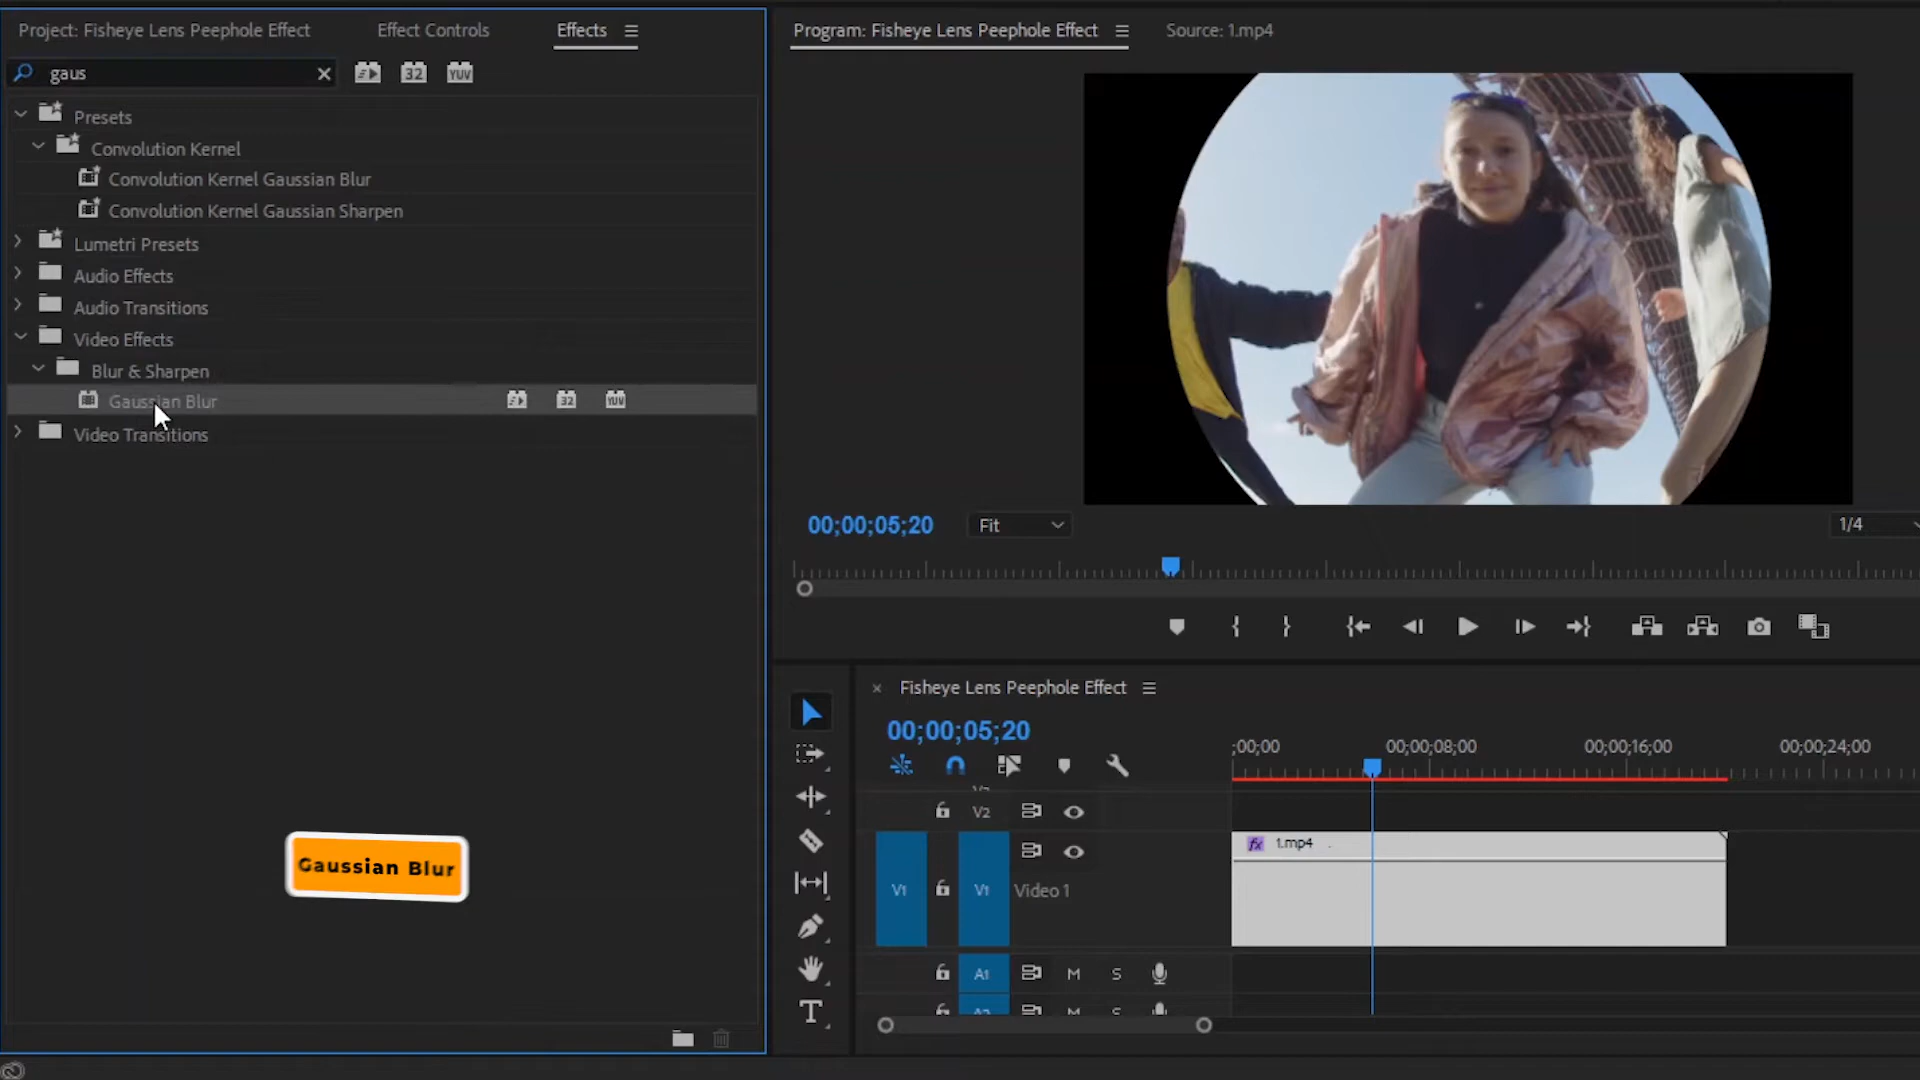 Project: Fisheye Lens Peephole Effect
Effect Controls
Effects
gaus
32
YUV
Presets
Convolution Kernel
Convolution Kernel Gaussian Blur
Convolution Kernel Gaussian Sharpen
Lumetri Presets
Audio Effects
Audio Transitions
Video Effects
Blur & Sharpen
Gaussian Blur
32
YUV
Video Transitions
Gaussian Blur
Program: Fisheye Lens Peephole Effect
Source: 1.mp4
00;00;05;20
Fit
1/4
Fisheye Lens Peephole Effect
00;00;05;20
;00;00
00;00;08;00
00;00;16;00
00;00;24;00
V2
1.mp4
V1
V1
Video 1
A1
M
S